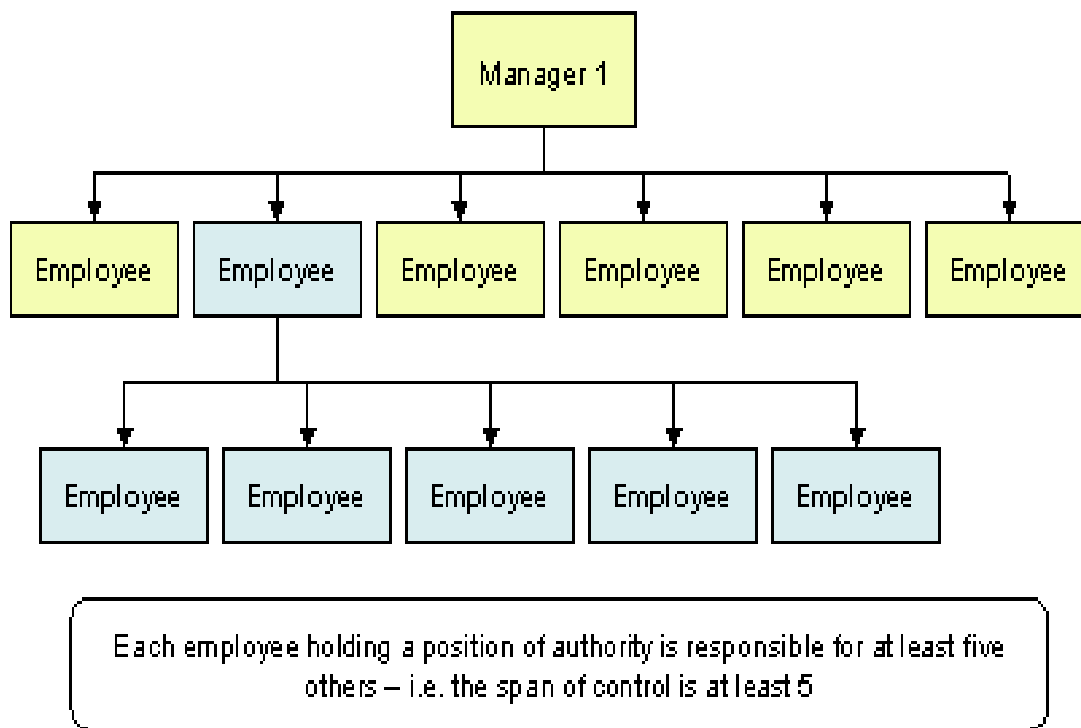 Manager 1
Employee Employee Employee Employee Employee Employee
Employee Employee Employee Employee Employee
Each employee holding a position of authority is responsible for at least five
others – i.e. the span of control is at least 5